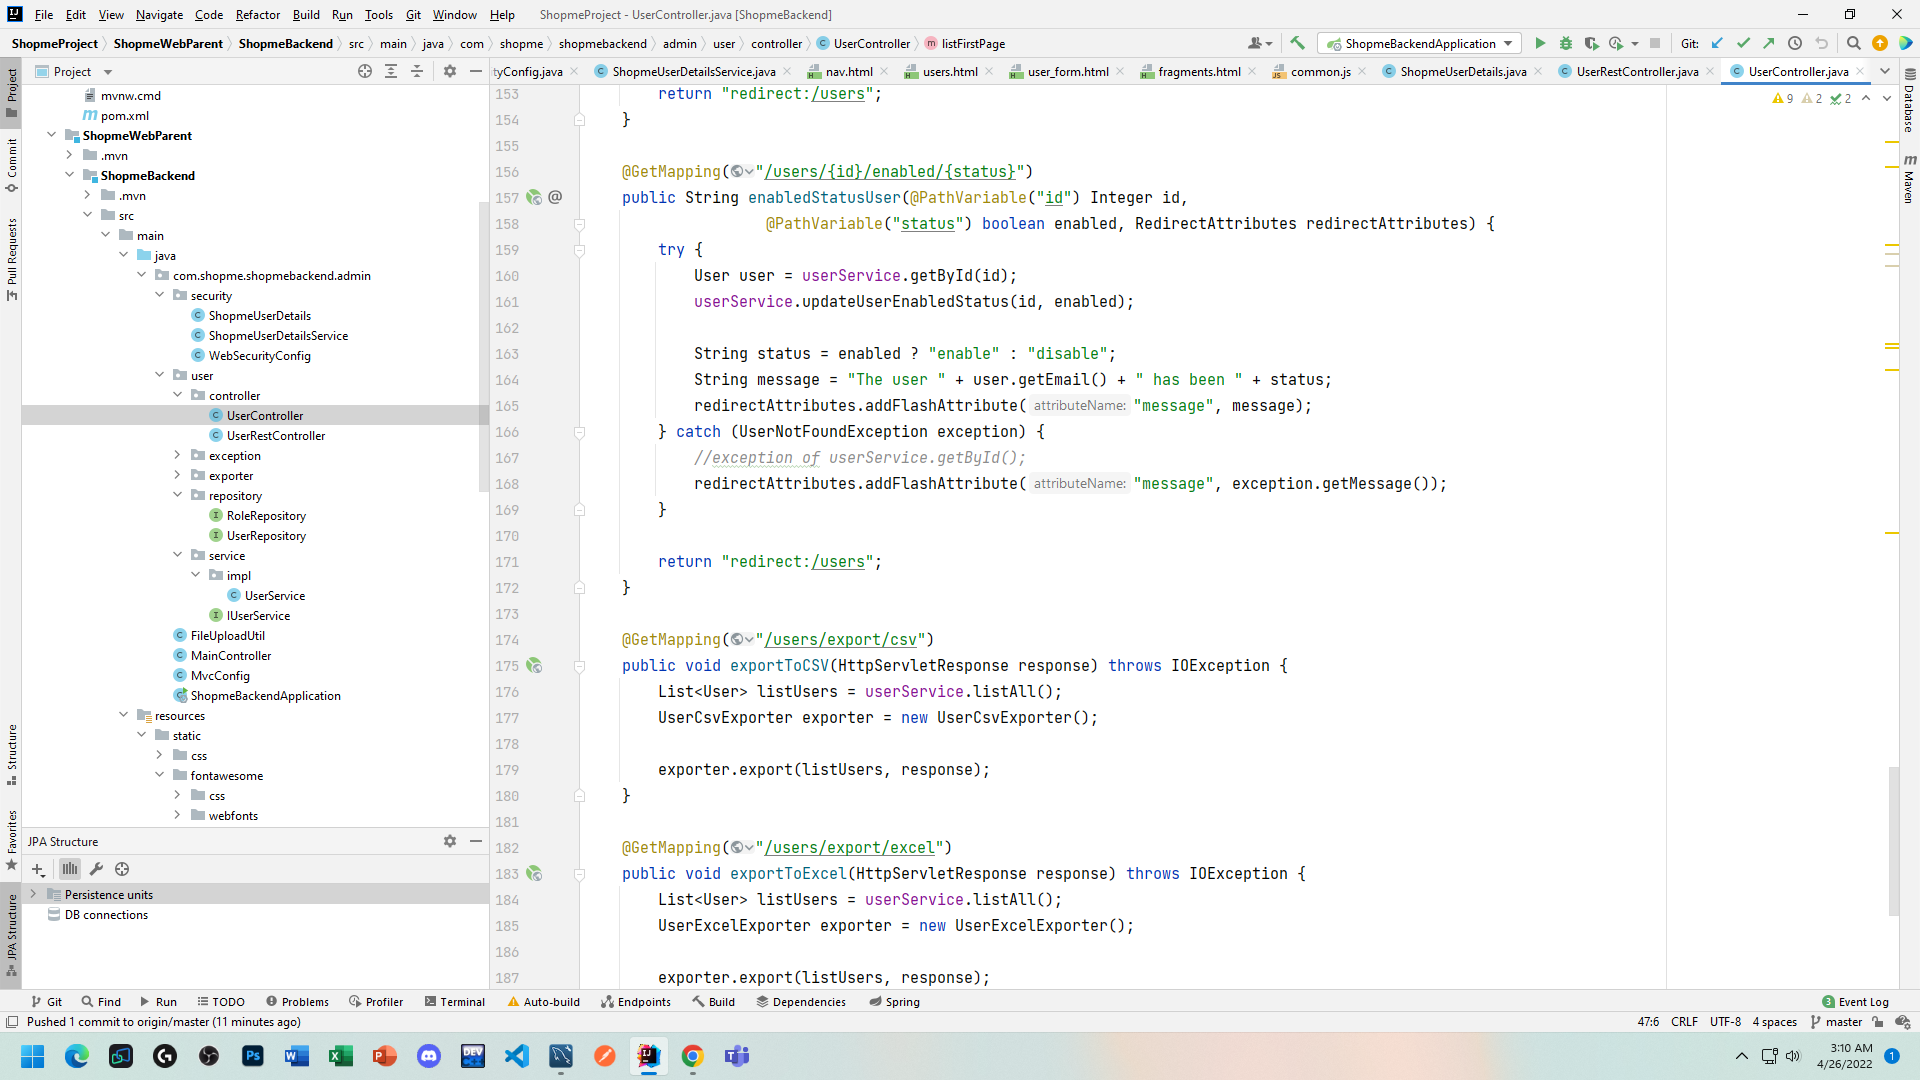 File Edit View Navigate Code Refactor Build Run Tools Git Window Help ShopmeProject - UserController.java [ShopmeBackend]
ShopmeProject ShopmeWebParent ShopmeBackend src main java com shopme shopmebackend admin user controller UserController listFirstPage
ShopmeBackendApplication Git:
Project
tyConfig.java ShopmeUserDetailsService.java nav.html users.html user_form.html fragments.html common.js ShopmeUserDetails.java UserRestController.java UserController.java
Project
Commit
Pull Requests
Structure
Favorites
JPA Structure
mvnw.cmd
pom.xml
ShopmeWebParent
.mvn
ShopmeBackend
.mvn
src
main
java
com.shopme.shopmebackend.admin
security
ShopmeUserDetails
ShopmeUserDetailsService
WebSecurityConfig
user
controller
UserController
UserRestController
exception
exporter
repository
RoleRepository
UserRepository
service
impl
UserService
IUserService
FileUploadUtil
MainController
MvcConfig
ShopmeBackendApplication
resources
static
css
fontawesome
css
webfonts
JPA Structure
Persistence units
DB connections
9 2 2
153 return "redirect:/users";
154 }
155
156 @GetMapping("/users/{id}/enabled/{status}")
157 public String enabledStatusUser(@PathVariable("id") Integer id,
158 @PathVariable("status") boolean enabled, RedirectAttributes redirectAttributes) {
159 try {
160 User user = userService.getById(id);
161 userService.updateUserEnabledStatus(id, enabled);
162
163 String status = enabled ? "enable" : "disable";
164 String message = "The user " + user.getEmail() + " has been " + status;
165 redirectAttributes.addFlashAttribute( attributeName: "message", message);
166 } catch (UserNotFoundException exception) {
167 //exception of userService.getById();
168 redirectAttributes.addFlashAttribute( attributeName: "message", exception.getMessage());
169 }
170
171 return "redirect:/users";
172 }
173
174 @GetMapping("/users/export/csv")
175 public void exportToCSV(HttpServletResponse response) throws IOException {
176 List<User> listUsers = userService.listAll();
177 UserCsvExporter exporter = new UserCsvExporter();
178
179 exporter.export(listUsers, response);
180 }
181
182 @GetMapping("/users/export/excel")
183 public void exportToExcel(HttpServletResponse response) throws IOException {
184 List<User> listUsers = userService.listAll();
185 UserExcelExporter exporter = new UserExcelExporter();
186
187 exporter.export(listUsers, response);
Database
Maven
Git Find Run TODO Problems Profiler Terminal Auto-build Endpoints Build Dependencies Spring 3 Event Log
Pushed 1 commit to origin/master (11 minutes ago) 47:6 CRLF UTF-8 4 spaces master
3:10 AM
4/26/2022
1